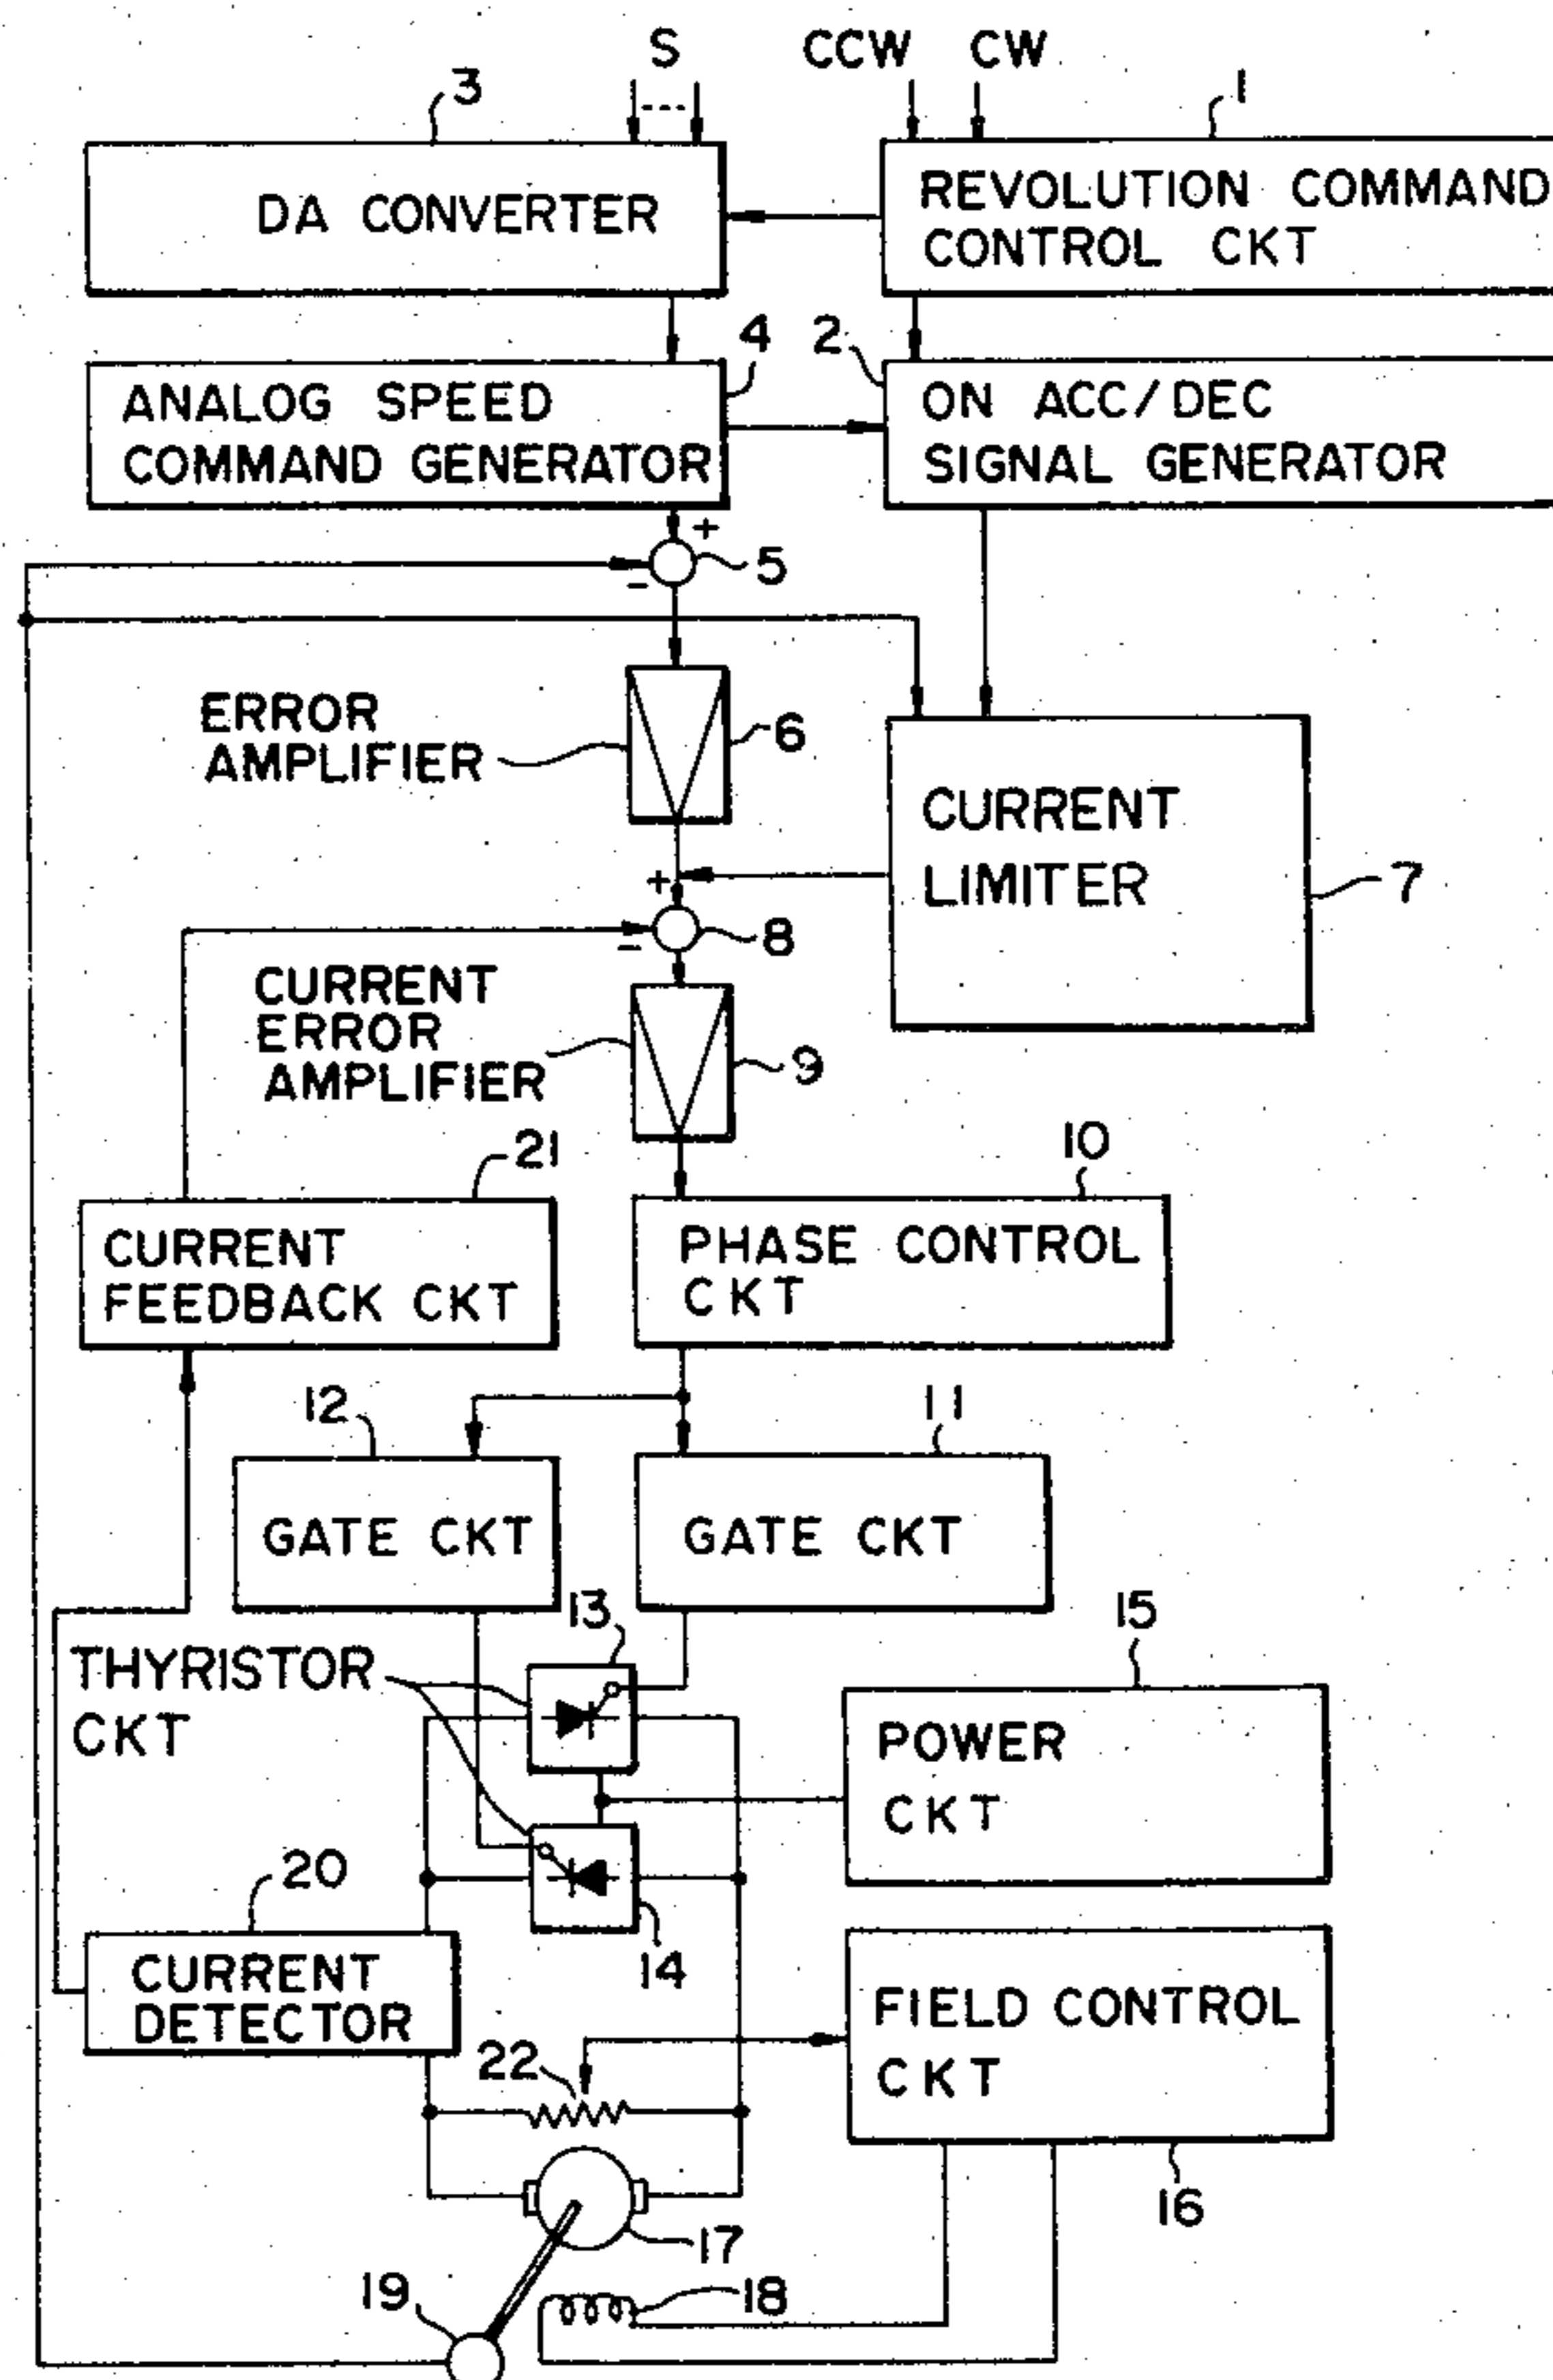 S
CCW CW
3
1
DA CONVERTER
REVOLUTION COMMAND
CONTROL CKT
4
2
ANALOG SPEED
COMMAND GENERATOR
ON ACC/DEC
SIGNAL GENERATOR
+
-
5
ERROR
AMPLIFIER
6
CURRENT
LIMITER
7
+
-
8
CURRENT
ERROR
AMPLIFIER
9
21
10
CURRENT
FEEDBACK CKT
PHASE CONTROL
CKT
12
11
GATE CKT
GATE CKT
13
15
THYRISTOR
CKT
POWER
CKT
20
14
CURRENT
DETECTOR
FIELD CONTROL
CKT
22
16
17
18
19